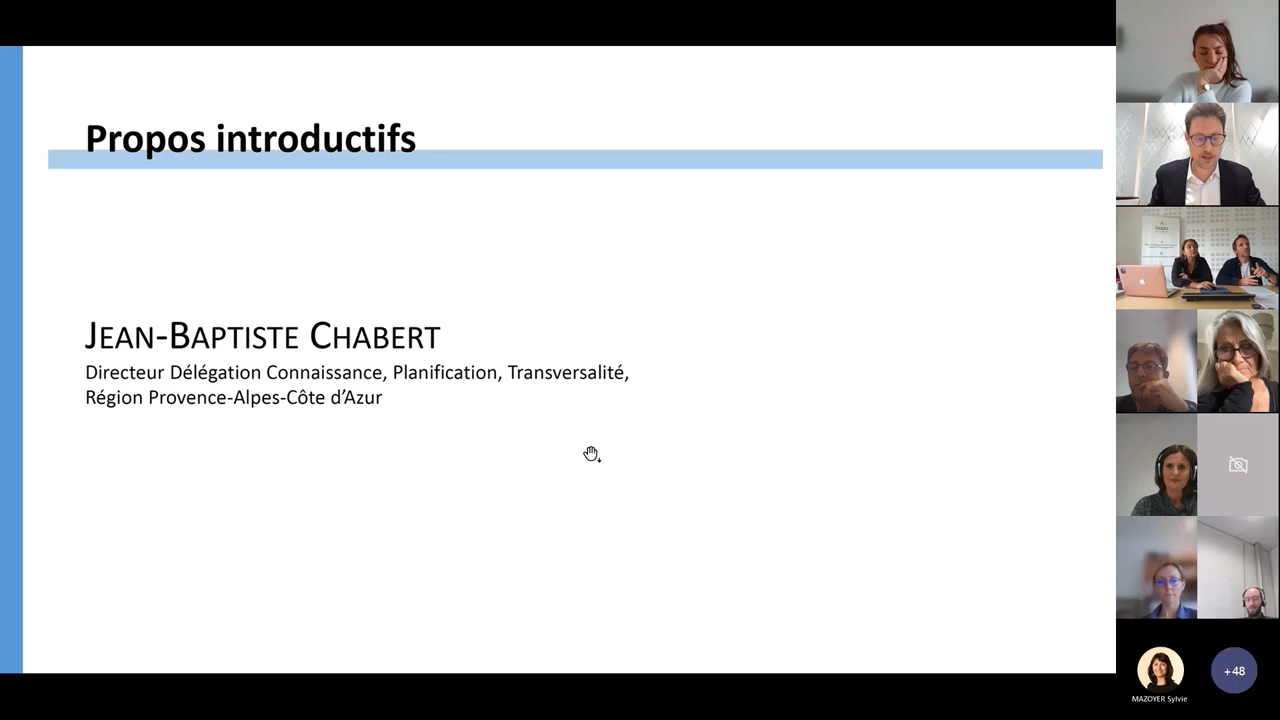 Propos introductifs
JEAN-BAPTISTE CHABERT
Directeur Délégation Connaissance, Planification, Transversalité,
Région Provence-Alpes-Côte d’Azur
MAZOYER Sylvie
+48